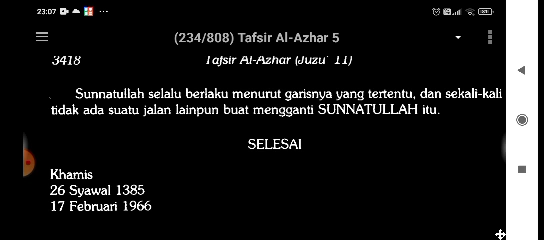 23:07
(234/808) Tafsir Al-Azhar 5
3418 Tafsir Al-Azhar (Juzu' 11)
Sunnatullah selalu berlaku menurut garisnya yang tertentu, dan sekali-kali
tidak ada suatu jalan lainpun buat mengganti SUNNATULLAH itu.
SELESAI
Khamis
26 Syawal 1385
17 Februari 1966